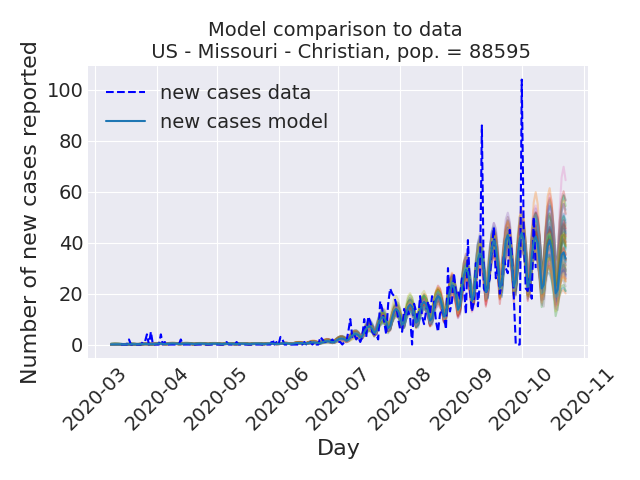 Model comparison to data
US - Missouri - Christian, pop. = 88595
Number of new cases reported
new cases data
new cases model
100
80
60
40
20
0
2020-03
2020-04
2020-05
2020-06
2020-07
2020-08
2020-09
2020-10
2020-11
Day